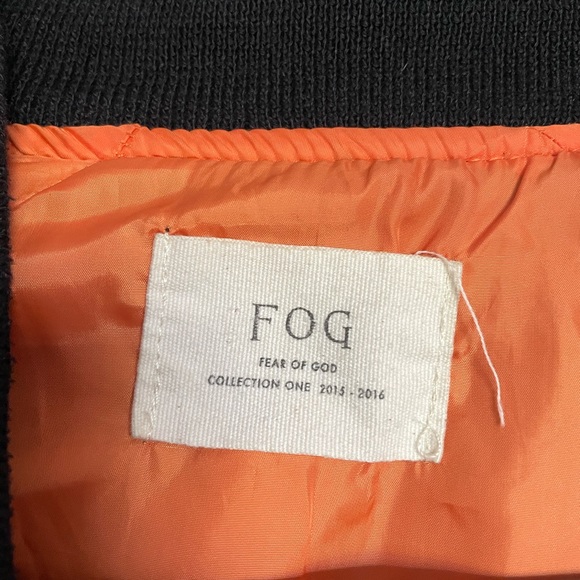 FOG
FEAR OF GOD
COLLECTION ONE 2015 - 2016